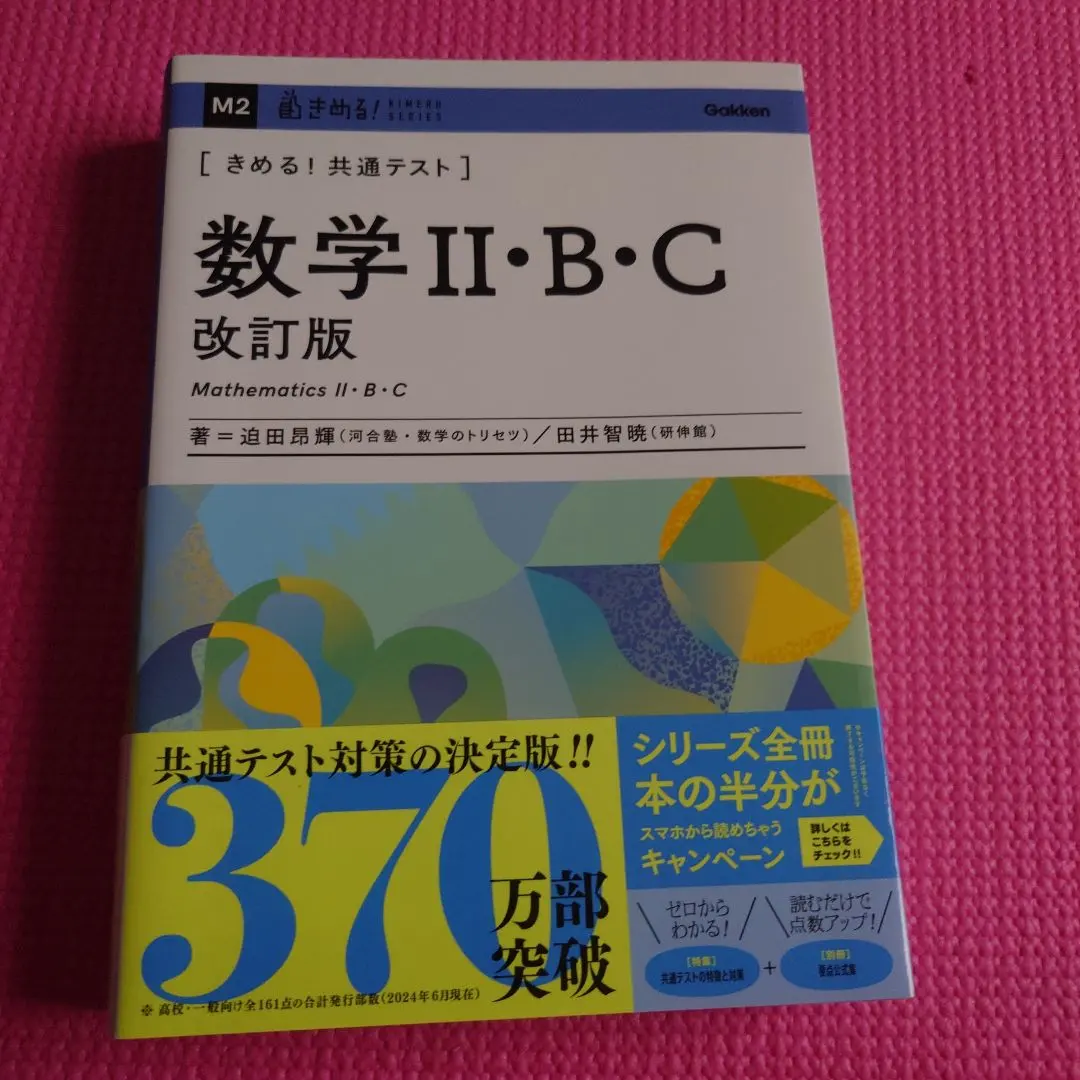 M2 きめる! KIMERU SERIES Gakken
[きめる!共通テスト]
数学II・B・C
改訂版
Mathematics II・B・C
著=迫田昂輝(河合塾・数学のトリセツ)/田井智暁(研伸館)
共通テスト対策の決定版!!
370万部突破
※ 高校・一般向け全161点の合計発行部数(2024年6月現在)
シリーズ全冊
本の半分が
スマホから読めちゃう
キャンペーン
詳しくは
こちらを
チェック!!
ゼロから
わかる!
[特集]
共通テストの特徴と対策
+
読むだけで
点数アップ!
[別冊]
要点公式集